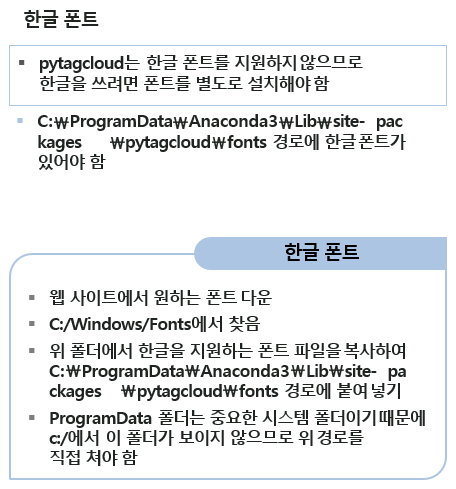 한글 폰트
▪ pytagcloud는 한글 폰트를 지원하지 않으므로
한글을 쓰려면 폰트를 별도로 설치해야 함
▪ C:₩ProgramData₩Anaconda3₩Lib₩site- pac
kages ₩pytagcloud₩fonts 경로에 한글 폰트가
있어야 함
한글 폰트
▪ 웹 사이트에서 원하는 폰트 다운
▪ C:/Windows/Fonts에서 찾음
▪ 위 폴더에서 한글을 지원하는 폰트 파일을 복사하여
C:₩ProgramData₩Anaconda3₩Lib₩site- pa
ckages ₩pytagcloud₩fonts 경로에 붙여 넣기
▪ ProgramData 폴더는 중요한 시스템 폴더이기 때문에
c:/에서 이 폴더가 보이지 않으므로 위 경로를
직접 쳐야 함